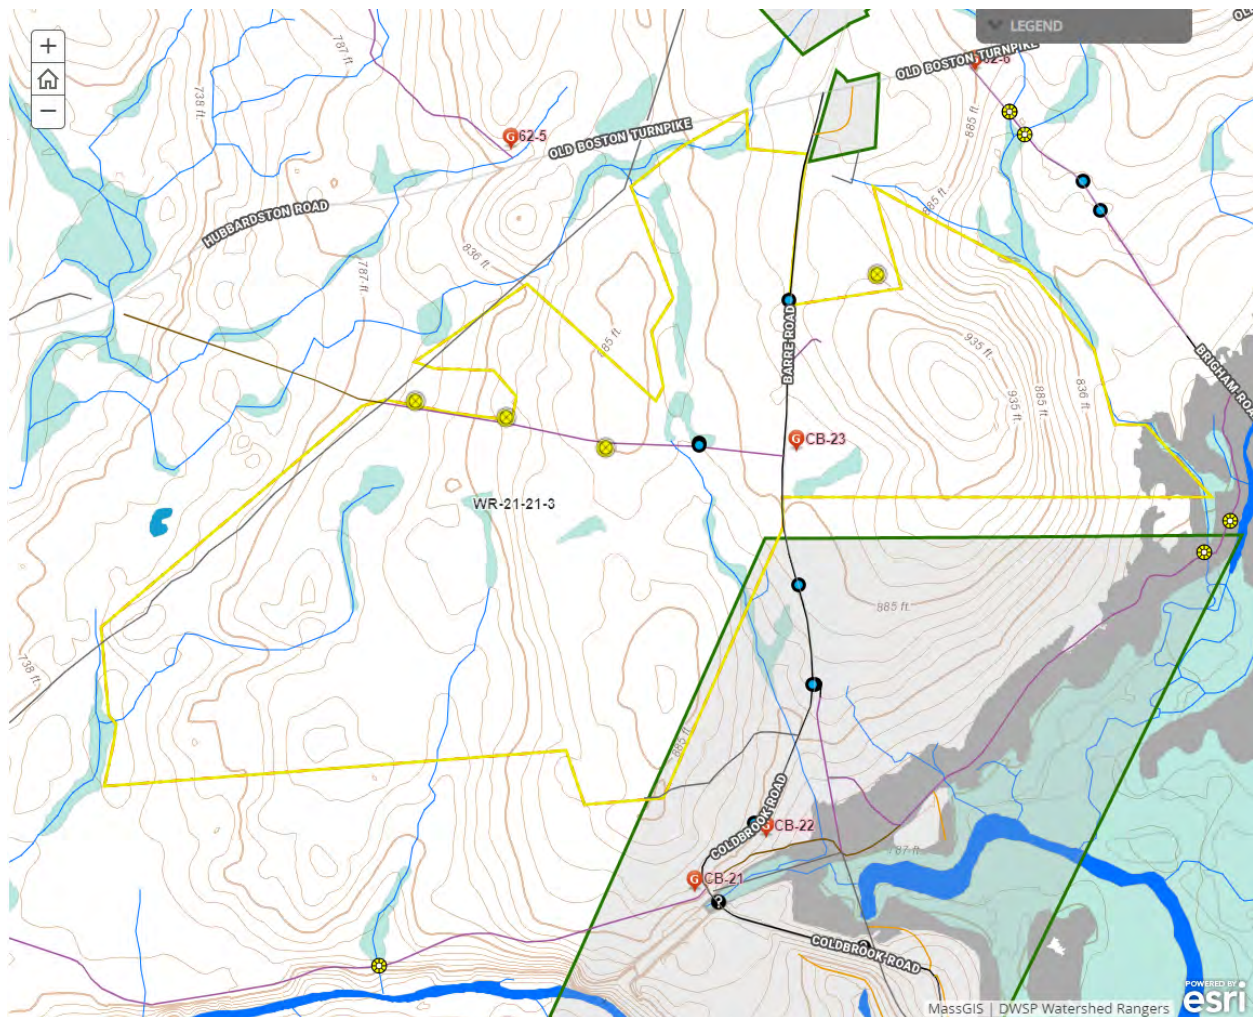 +
−
LEGEND
OLD BOSTON TURNPIKE
787 ft
738 ft
62-5
OLD BOSTON TURNPIKE
885 ft
HUBBARDSTON ROAD
836 ft
787 ft
885 ft
BARRE ROAD
935 ft
935 ft
885 ft
836 ft
BRIGHAM ROAD
G CB-23
WR-21-21-3
885 ft
738 ft
885 ft
COLDBROOK ROAD
CB-22
787 ft
G CB-21
?
COLDBROOK ROAD
MassGIS | DWSP Watershed Rangers
POWERED BY
esri